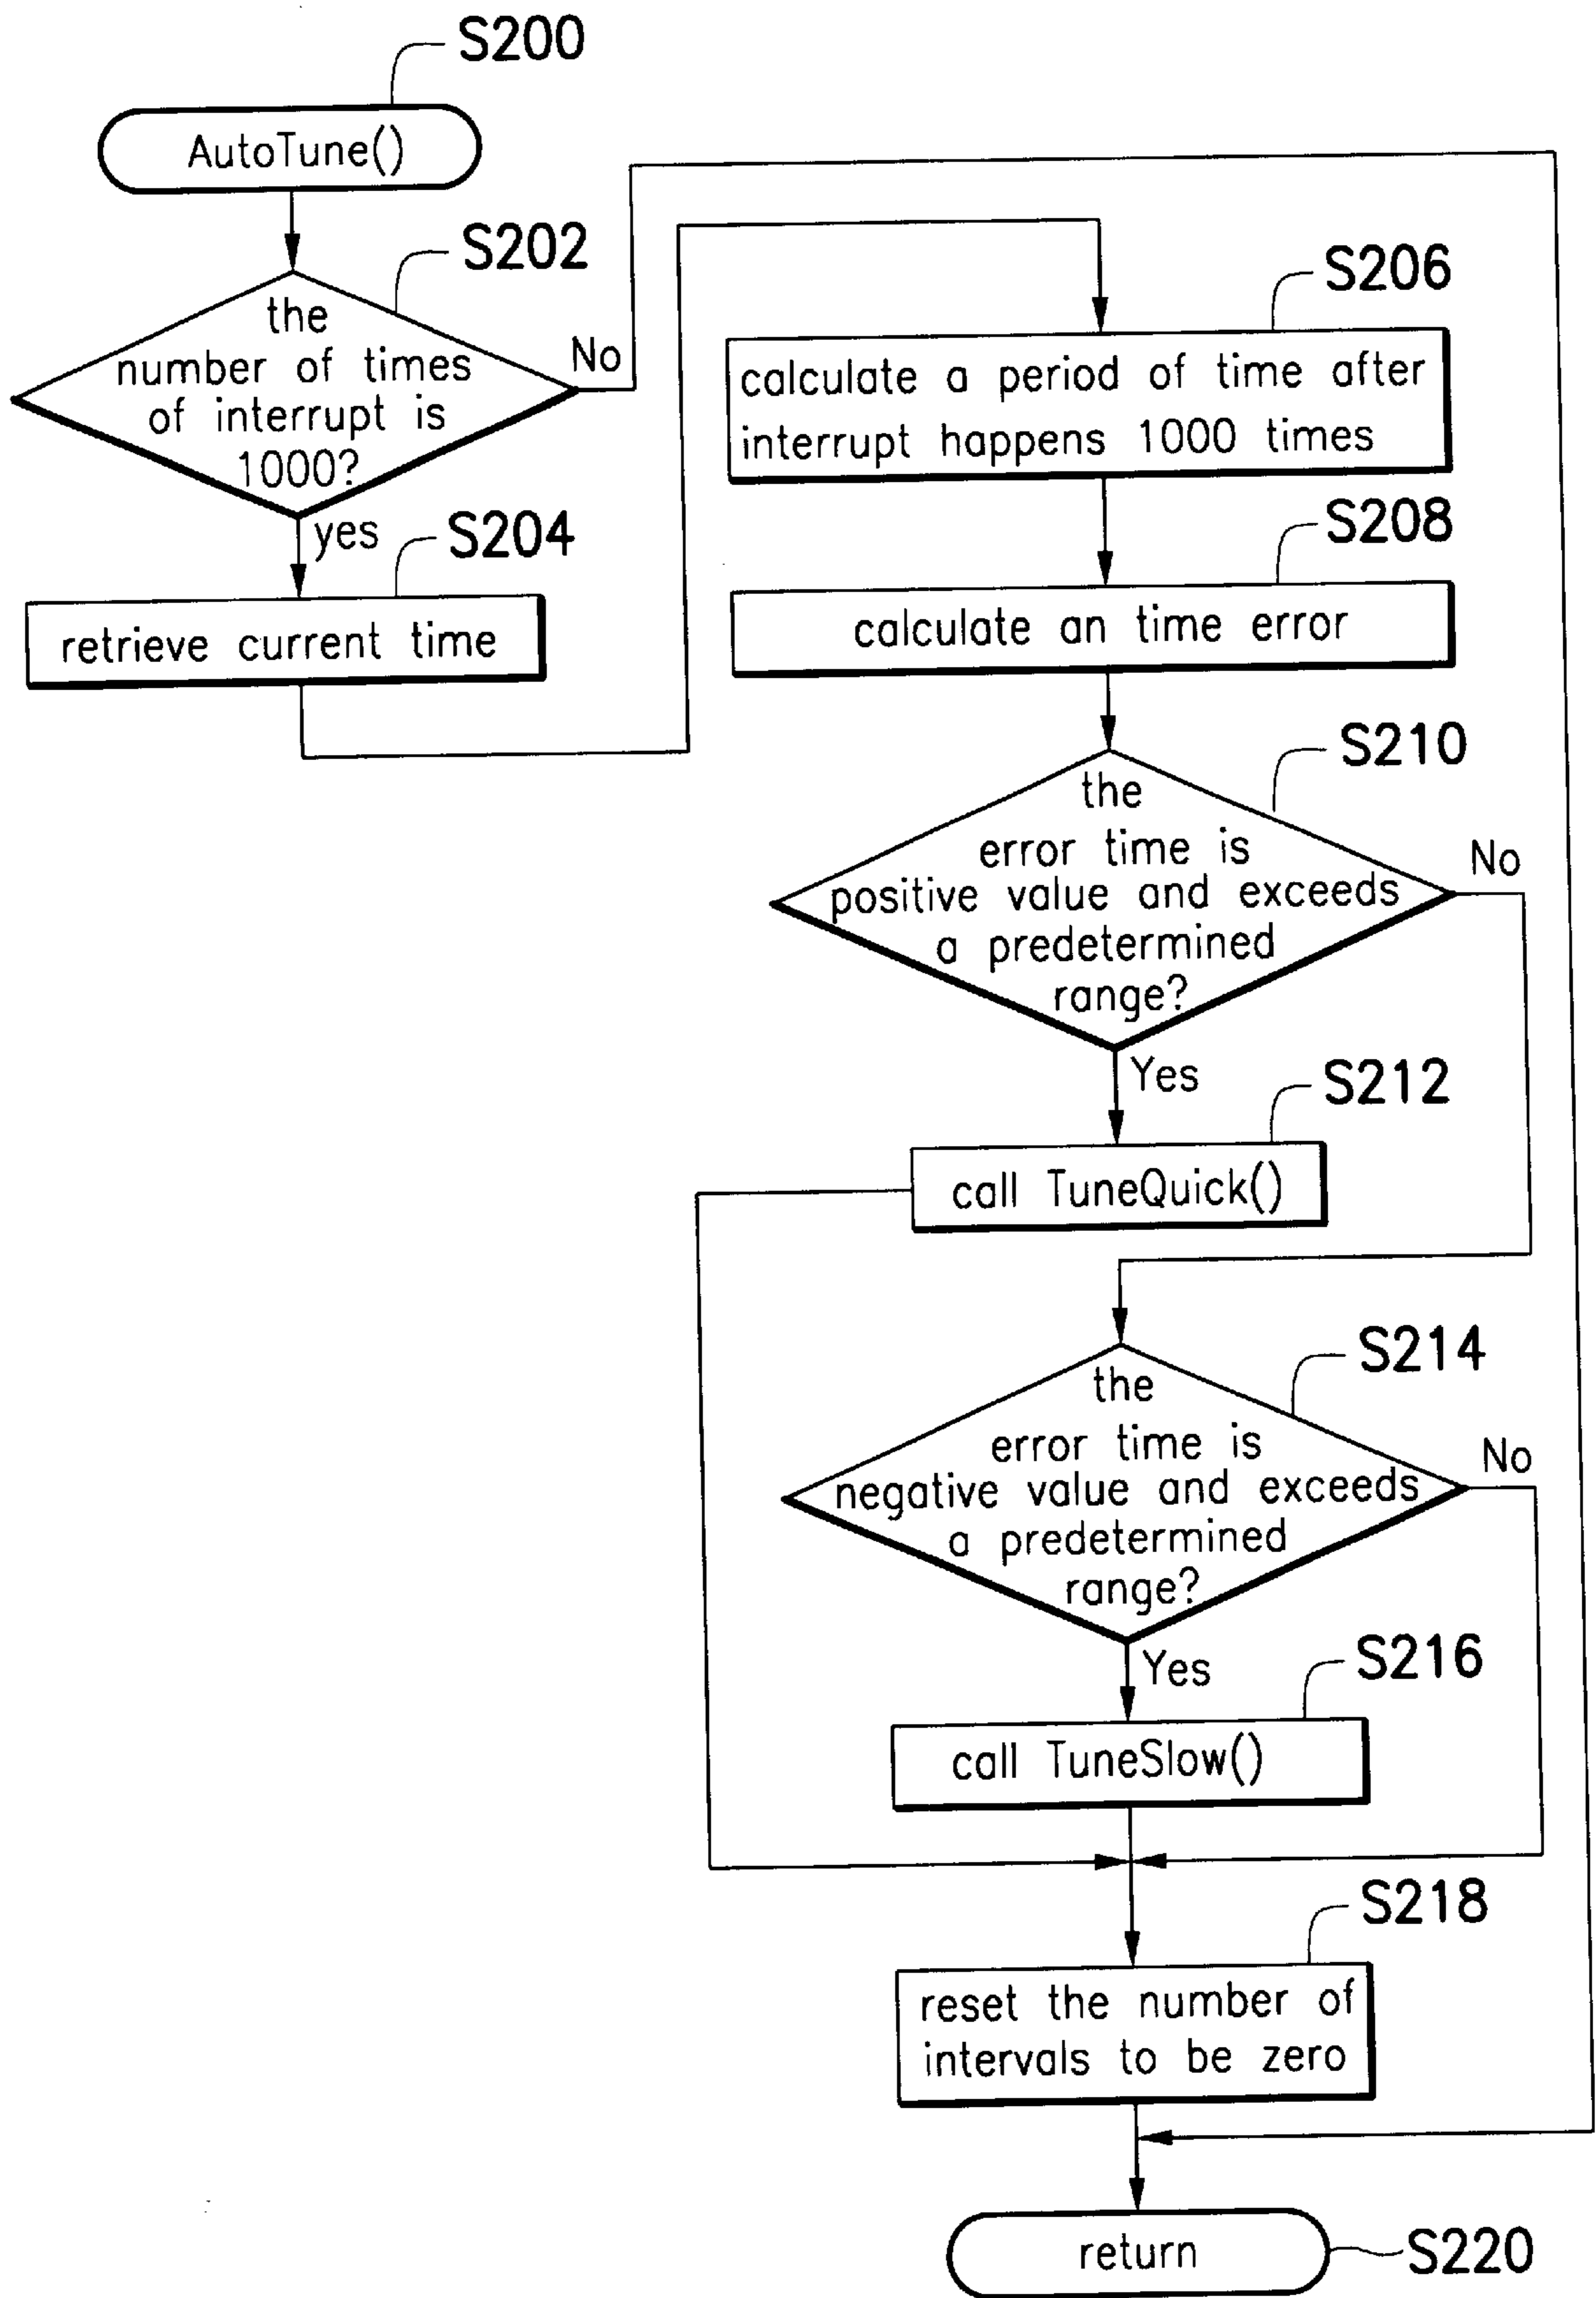 S200
AutoTune()
S202
the
number of times
of interrupt is
1000?
No
yes
S204
retrieve current time
S206
calculate a period of time after
interrupt happens 1000 times
S208
calculate an time error
S210
the
error time is
positive value and exceeds
a predetermined
range?
No
Yes
S212
call TuneQuick()
S214
the
error time is
negative value and exceeds
a predetermined
range?
No
Yes
S216
call TuneSlow()
S218
reset the number of
intervals to be zero
return
S220